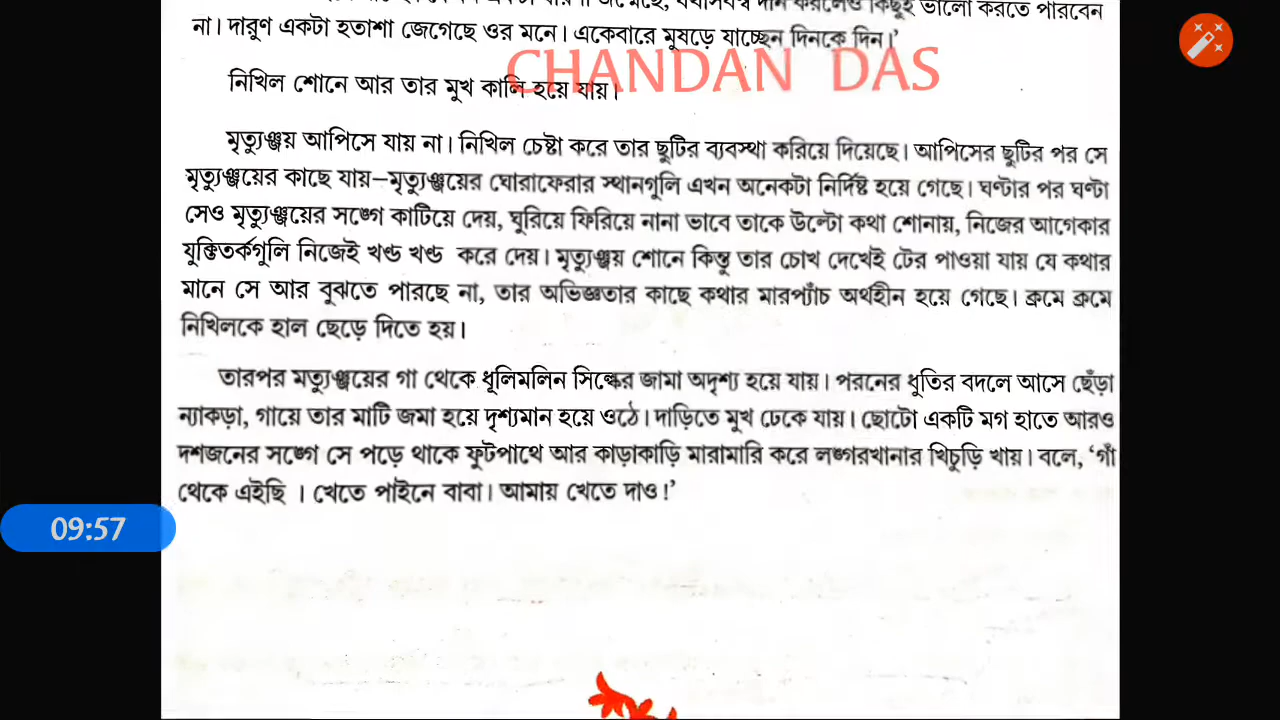 ভালো করতে পারবেন
না। দারুণ একটা হতাশা জেগেছে ওর মনে। একেবারে মুষড়ে যাচ্ছেন দিনকে দিন।’
CHANDAN DAS
নিখিল শোনে আর তার মুখ কালি হয়ে যায়।
মৃত্যুঞ্জয় আপিসে যায় না। নিখিল চেষ্টা করে তার ছুটির ব্যবস্থা করিয়ে দিয়েছে। আপিসের ছুটির পর সে
মৃত্যুঞ্জয়ের কাছে যায়–মৃত্যুঞ্জয়ের ঘোরাফেরার স্থানগুলি এখন অনেকটা নির্দিষ্ট হয়ে গেছে। ঘণ্টার পর ঘণ্টা
সেও মৃত্যুঞ্জয়ের সঙ্গে কাটিয়ে দেয়, ঘুরিয়ে ফিরিয়ে নানা ভাবে তাকে উল্টো কথা শোনায়, নিজের আগেকার
যুক্তিতর্কগুলি নিজেই খণ্ড খণ্ড করে দেয়। মৃত্যুঞ্জয় শোনে কিন্তু তার চোখ দেখেই টের পাওয়া যায় যে কথার
মানে সে আর বুঝতে পারছে না, তার অভিজ্ঞতার কাছে কথার মারপ্যাঁচ অর্থহীন হয়ে গেছে। ক্রমে ক্রমে
নিখিলকে হাল ছেড়ে দিতে হয়।
তারপর মত্যুঞ্জয়ের গা থেকে ধূলিমলিন সিল্কের জামা অদৃশ্য হয়ে যায়। পরনের ধুতির বদলে আসে ছেঁড়া
ন্যাকড়া, গায়ে তার মাটি জমা হয়ে দৃশ্যমান হয়ে ওঠে। দাড়িতে মুখ ঢেকে যায়। ছোটো একটি মগ হাতে আরও
দশজনের সঙ্গে সে পড়ে থাকে ফুটপাথে আর কাড়াকাড়ি মারামারি করে লঙ্গরখানার খিচুড়ি খায়। বলে, ‘গাঁ
থেকে এইছি । খেতে পাইনে বাবা। আমায় খেতে দাও!’
09:57